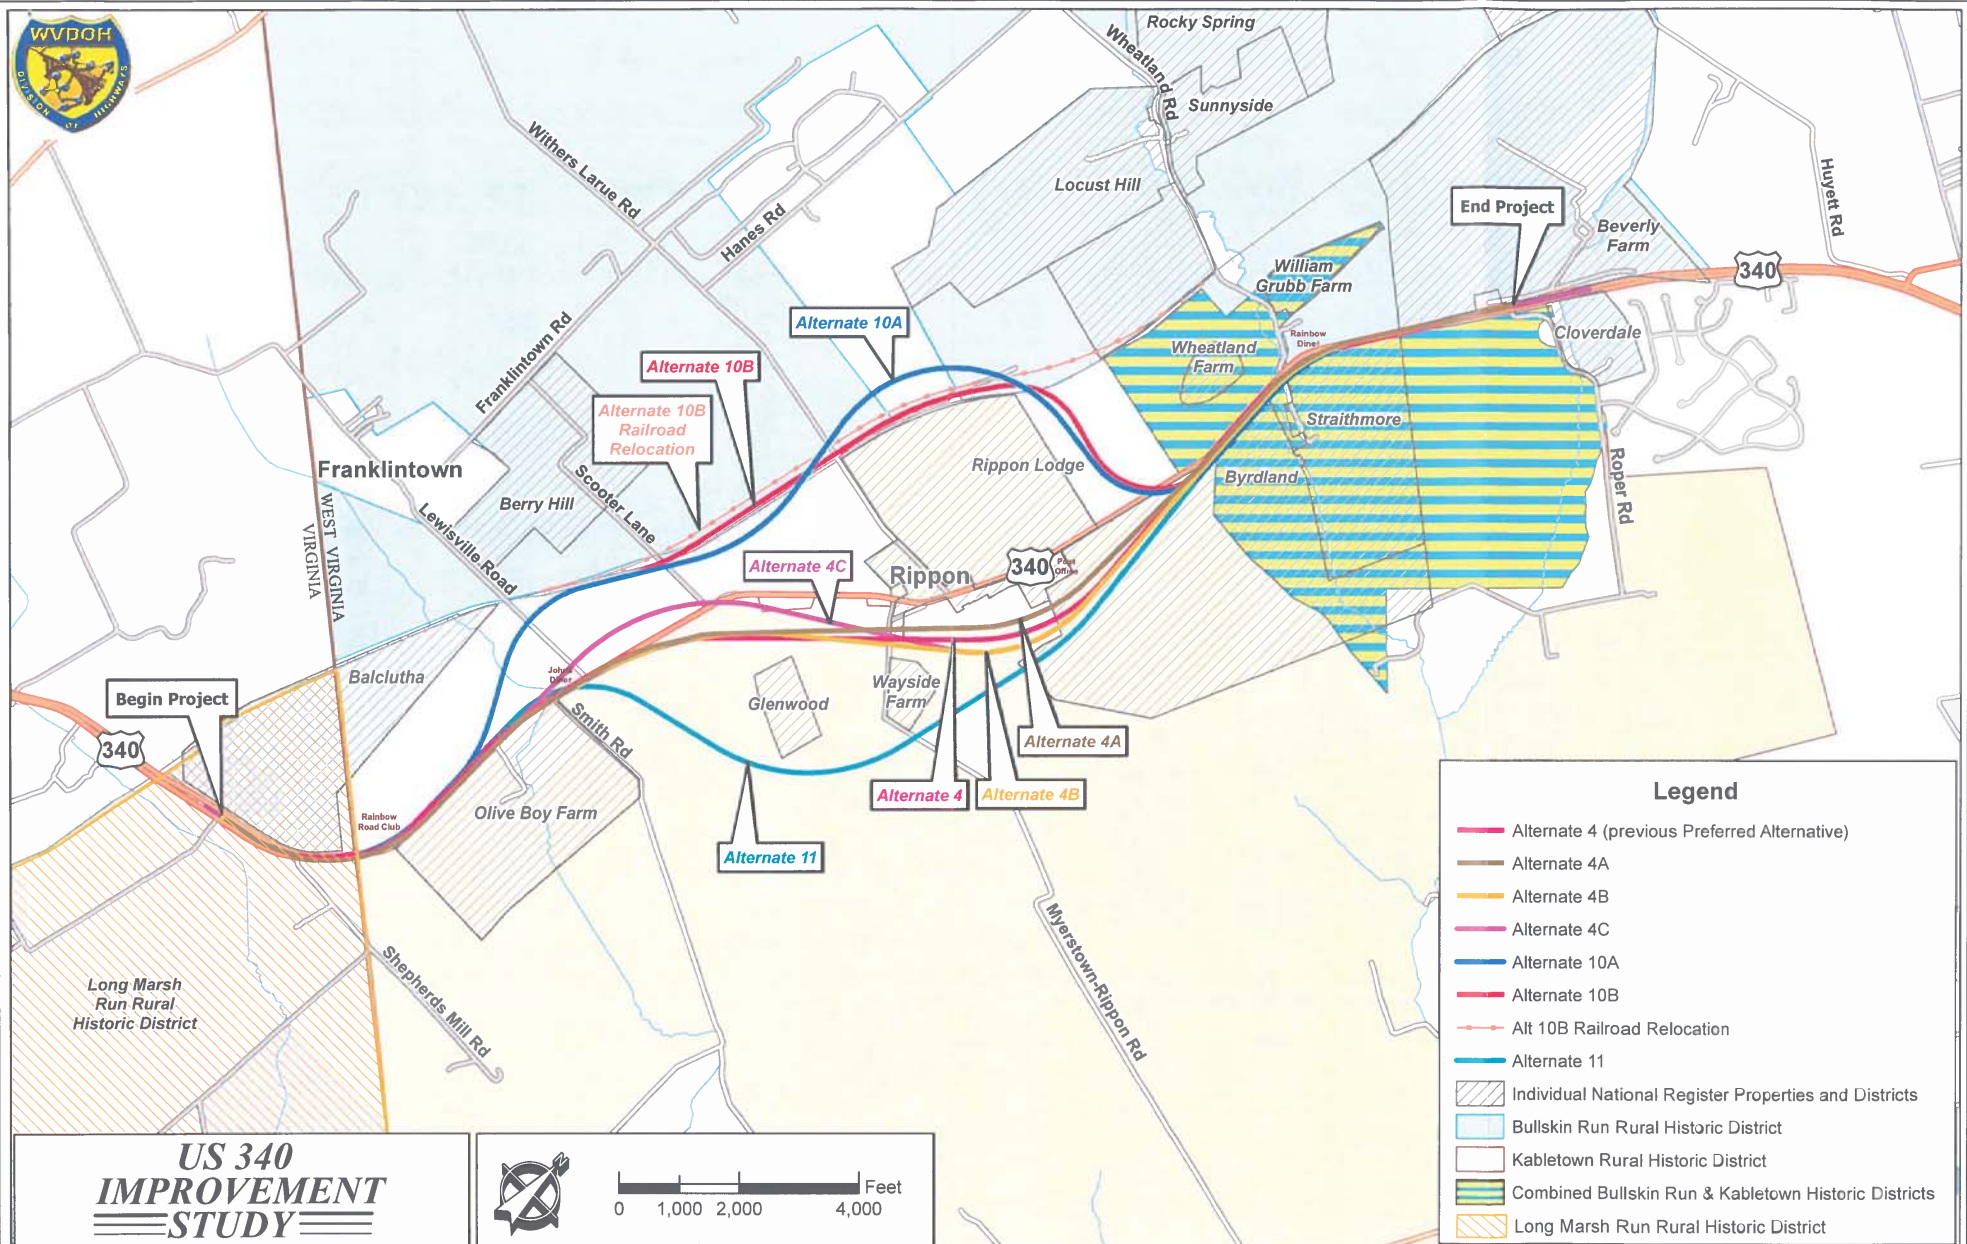 WVDOH
DIVISION OF HIGHWAYS
Rocky Spring
Wheatland Rd
Sunnyside
Withers Larue Rd
Locust Hill
Huyett Rd
End Project
Hanes Rd
Beverly
Farm
William
Grubb Farm
340
Alternate 10A
Franklintown Rd
Rainbow
Diner
Cloverdale
Wheatland
Farm
Alternate 10B
Alternate 10B
Railroad
Relocation
Straithmore
Franklintown
Rippon Lodge
Byrdland
Roper Rd
Berry Hill
Scooter Lane
Lewisville Road
WEST VIRGINIA
VIRGINIA
Alternate 4C
Rippon
340
Post
Office
Balclutha
John's
Diner
Begin Project
Glenwood
Wayside
Farm
Smith Rd
340
Alternate 4A
Alternate 4
Alternate 4B
Olive Boy Farm
Rainbow
Road Club
Alternate 11
Myerstown-Rippon Rd
Shepherds Mill Rd
Long Marsh
Run Rural
Historic District
Legend
Alternate 4 (previous Preferred Alternative)
Alternate 4A
Alternate 4B
Alternate 4C
Alternate 10A
Alternate 10B
Alt 10B Railroad Relocation
Alternate 11
Individual National Register Properties and Districts
Bullskin Run Rural Historic District
Kabletown Rural Historic District
Combined Bullskin Run & Kabletown Historic Districts
Long Marsh Run Rural Historic District
US 340
IMPROVEMENT
STUDY
N
Feet
0 1,000 2,000 4,000